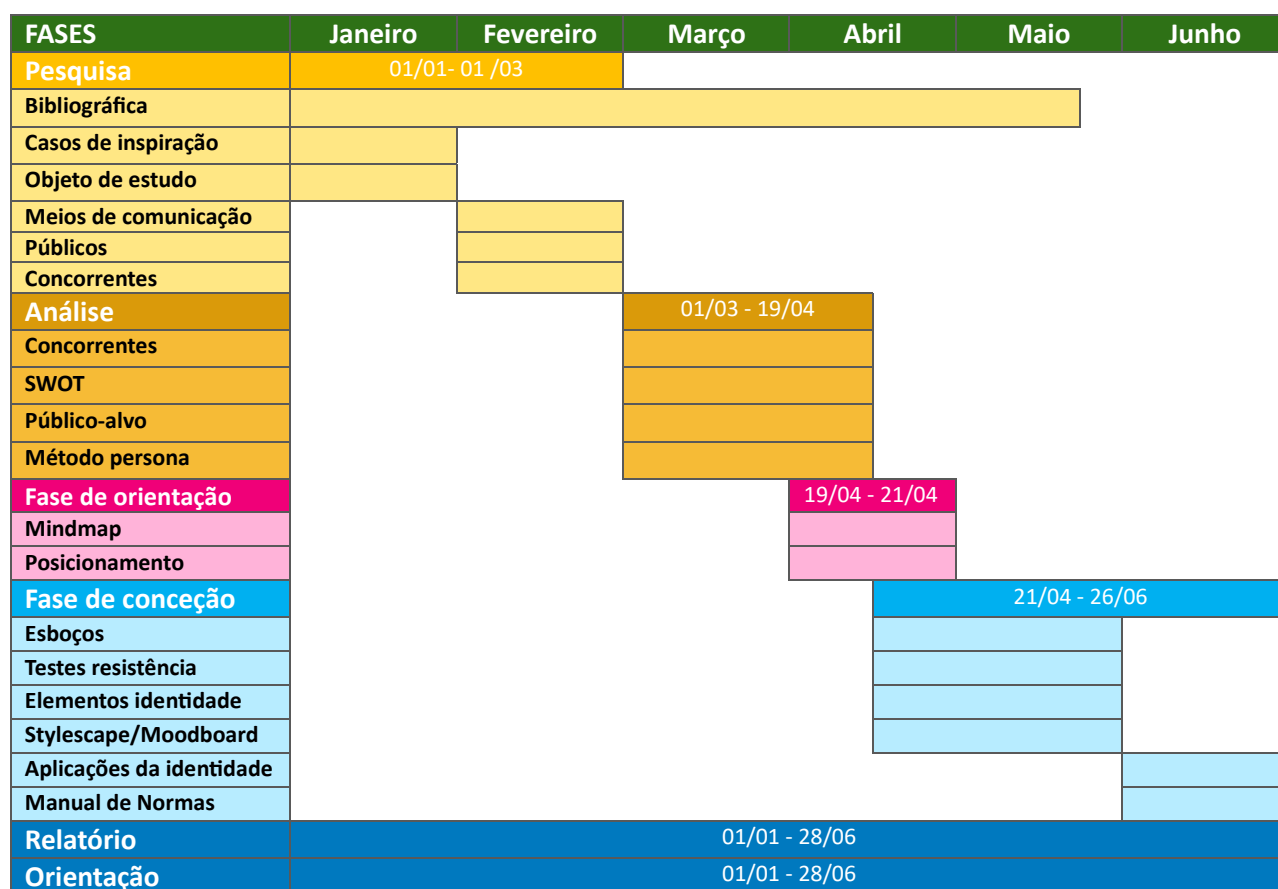 FASES Janeiro Fevereiro Março Abril Maio Junho
Pesquisa 01/01- 01 /03
Bibliográfica
Casos de inspiração
Objeto de estudo
Meios de comunicação
Públicos
Concorrentes
Análise 01/03 - 19/04
Concorrentes
SWOT
Público-alvo
Método persona
Fase de orientação 19/04 - 21/04
Mindmap
Posicionamento
Fase de conceção 21/04 - 26/06
Esboços
Testes resistência
Elementos identidade
Stylescape/Moodboard
Aplicações da identidade
Manual de Normas
Relatório 01/01 - 28/06
Orientação 01/01 - 28/06